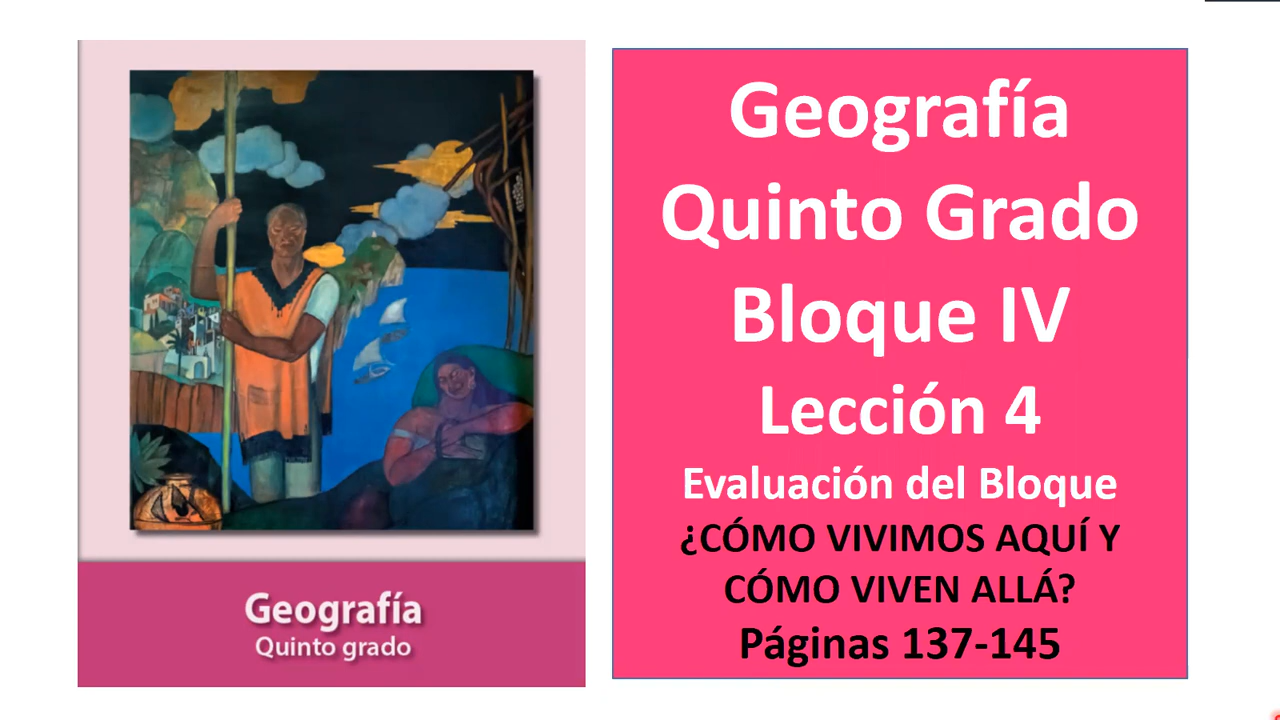 Geografía
Quinto grado
Geografía
Quinto Grado
Bloque IV
Lección 4
Evaluación del Bloque
¿CÓMO VIVIMOS AQUÍ Y
CÓMO VIVEN ALLÁ?
Páginas 137-145